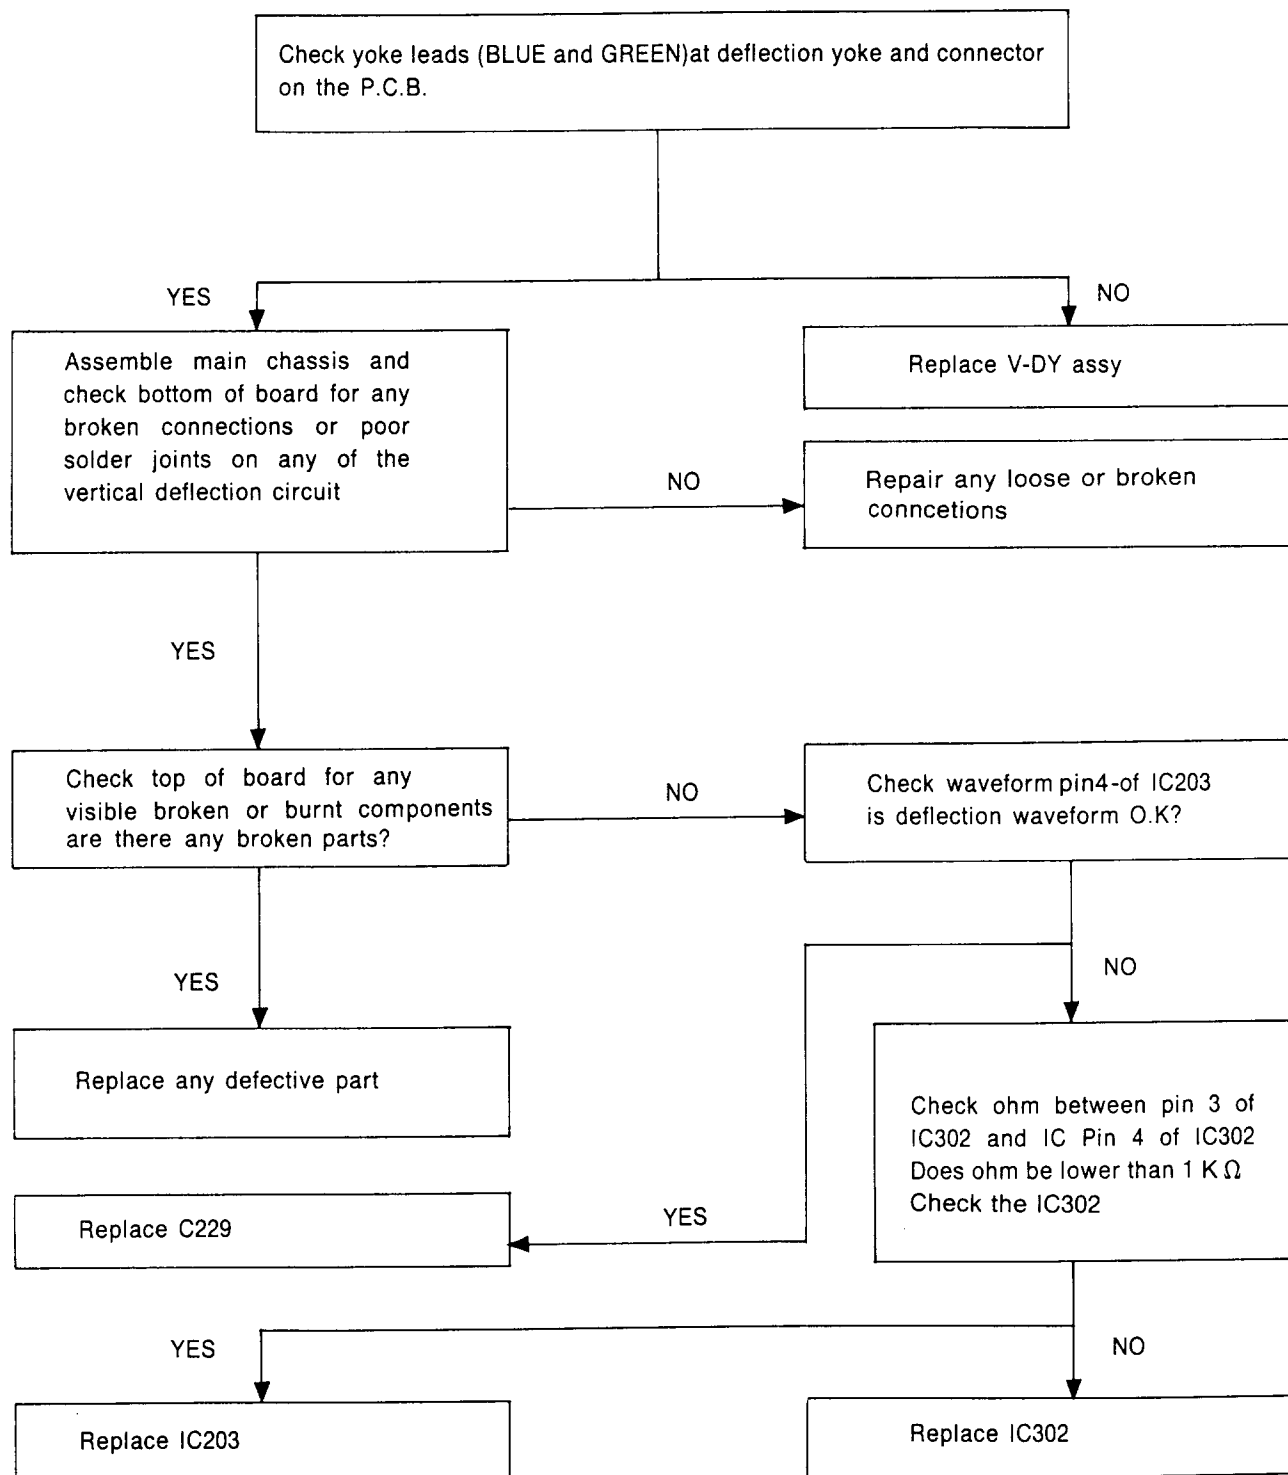 Check yoke leads (BLUE and GREEN)at deflection yoke and connector
on the P.C.B.
YES
NO
Assemble main chassis and
check bottom of board for any
broken connections or poor
solder joints on any of the
vertical deflection circuit
Replace V-DY assy
NO
Repair any loose or broken
conncetions
YES
Check top of board for any
visible broken or burnt components
are there any broken parts?
NO
Check waveform pin4-of IC203
is deflection waveform O.K?
YES
NO
Replace any defective part
Check ohm between pin 3 of
IC302 and IC Pin 4 of IC302
Does ohm be lower than 1 K Ω
Check the IC302
Replace C229
YES
YES
NO
Replace IC203
Replace IC302